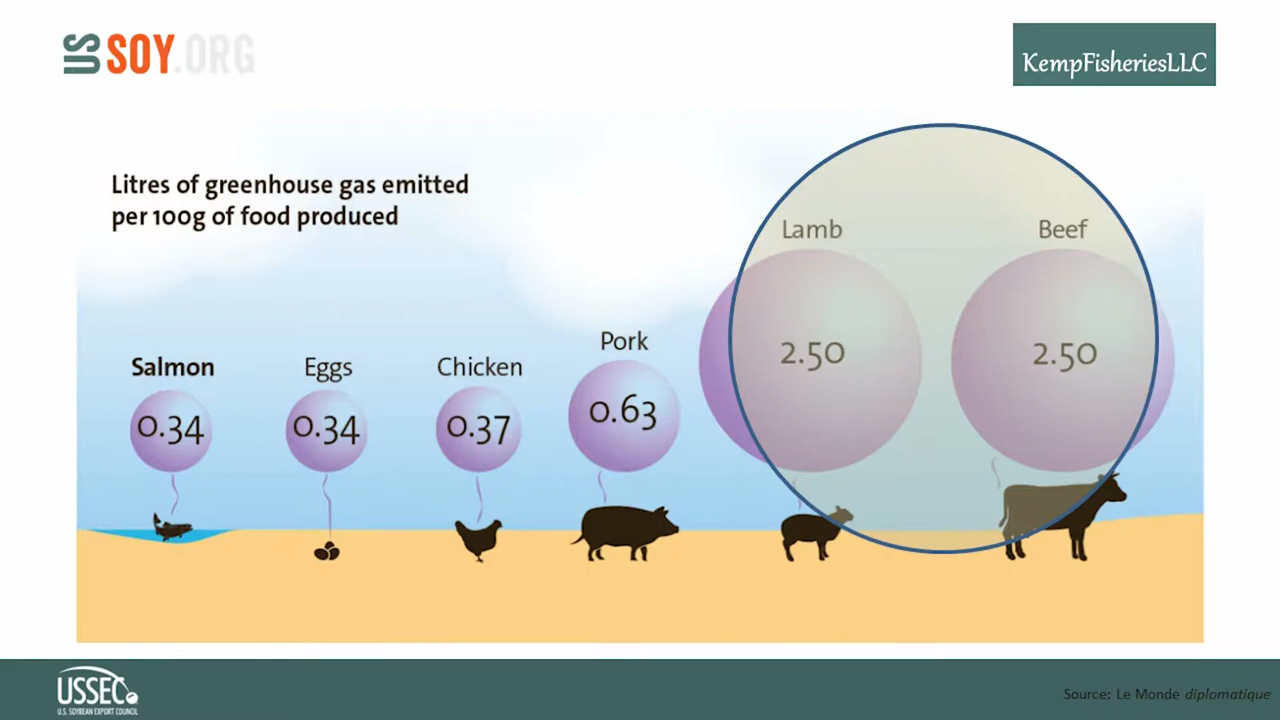 US SOY.ORG
KempFisheriesLLC
Litres of greenhouse gas emitted
per 100g of food produced
Lamb
Beef
2.50
2.50
Pork
0.63
Salmon
Eggs
Chicken
0.34
0.34
0.37
USSEC
U.S. SOYBEAN EXPORT COUNCIL
Source: Le Monde diplomatique